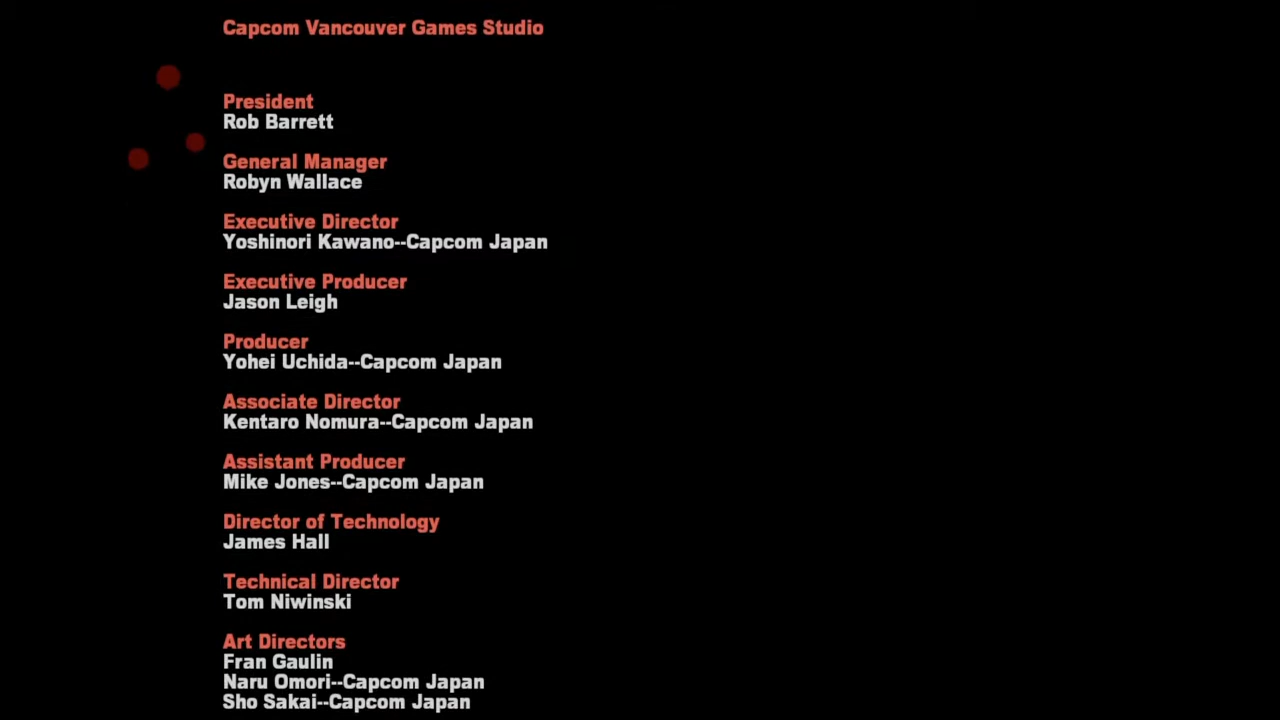 Capcom Vancouver Games Studio
President
Rob Barrett
General Manager
Robyn Wallace
Executive Director
Yoshinori Kawano--Capcom Japan
Executive Producer
Jason Leigh
Producer
Yohei Uchida--Capcom Japan
Associate Director
Kentaro Nomura--Capcom Japan
Assistant Producer
Mike Jones--Capcom Japan
Director of Technology
James Hall
Technical Director
Tom Niwinski
Art Directors
Fran Gaulin
Naru Omori--Capcom Japan
Sho Sakai--Capcom Japan